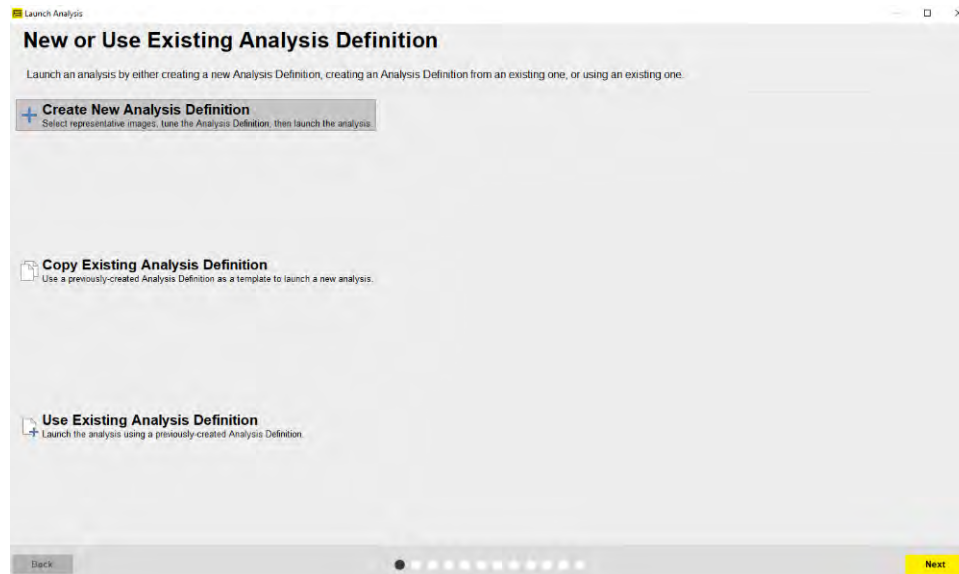 Launch Analysis
New or Use Existing Analysis Definition
Launch an analysis by either creating a new Analysis Definition, creating an Analysis Definition from an existing one, or using an existing one.
Create New Analysis Definition
Select representative images, tune the Analysis Definition, then launch the analysis.
Copy Existing Analysis Definition
Use a previously-created Analysis Definition as a template to launch a new analysis.
Use Existing Analysis Definition
Launch the analysis using a previously-created Analysis Definition.
Back
Next